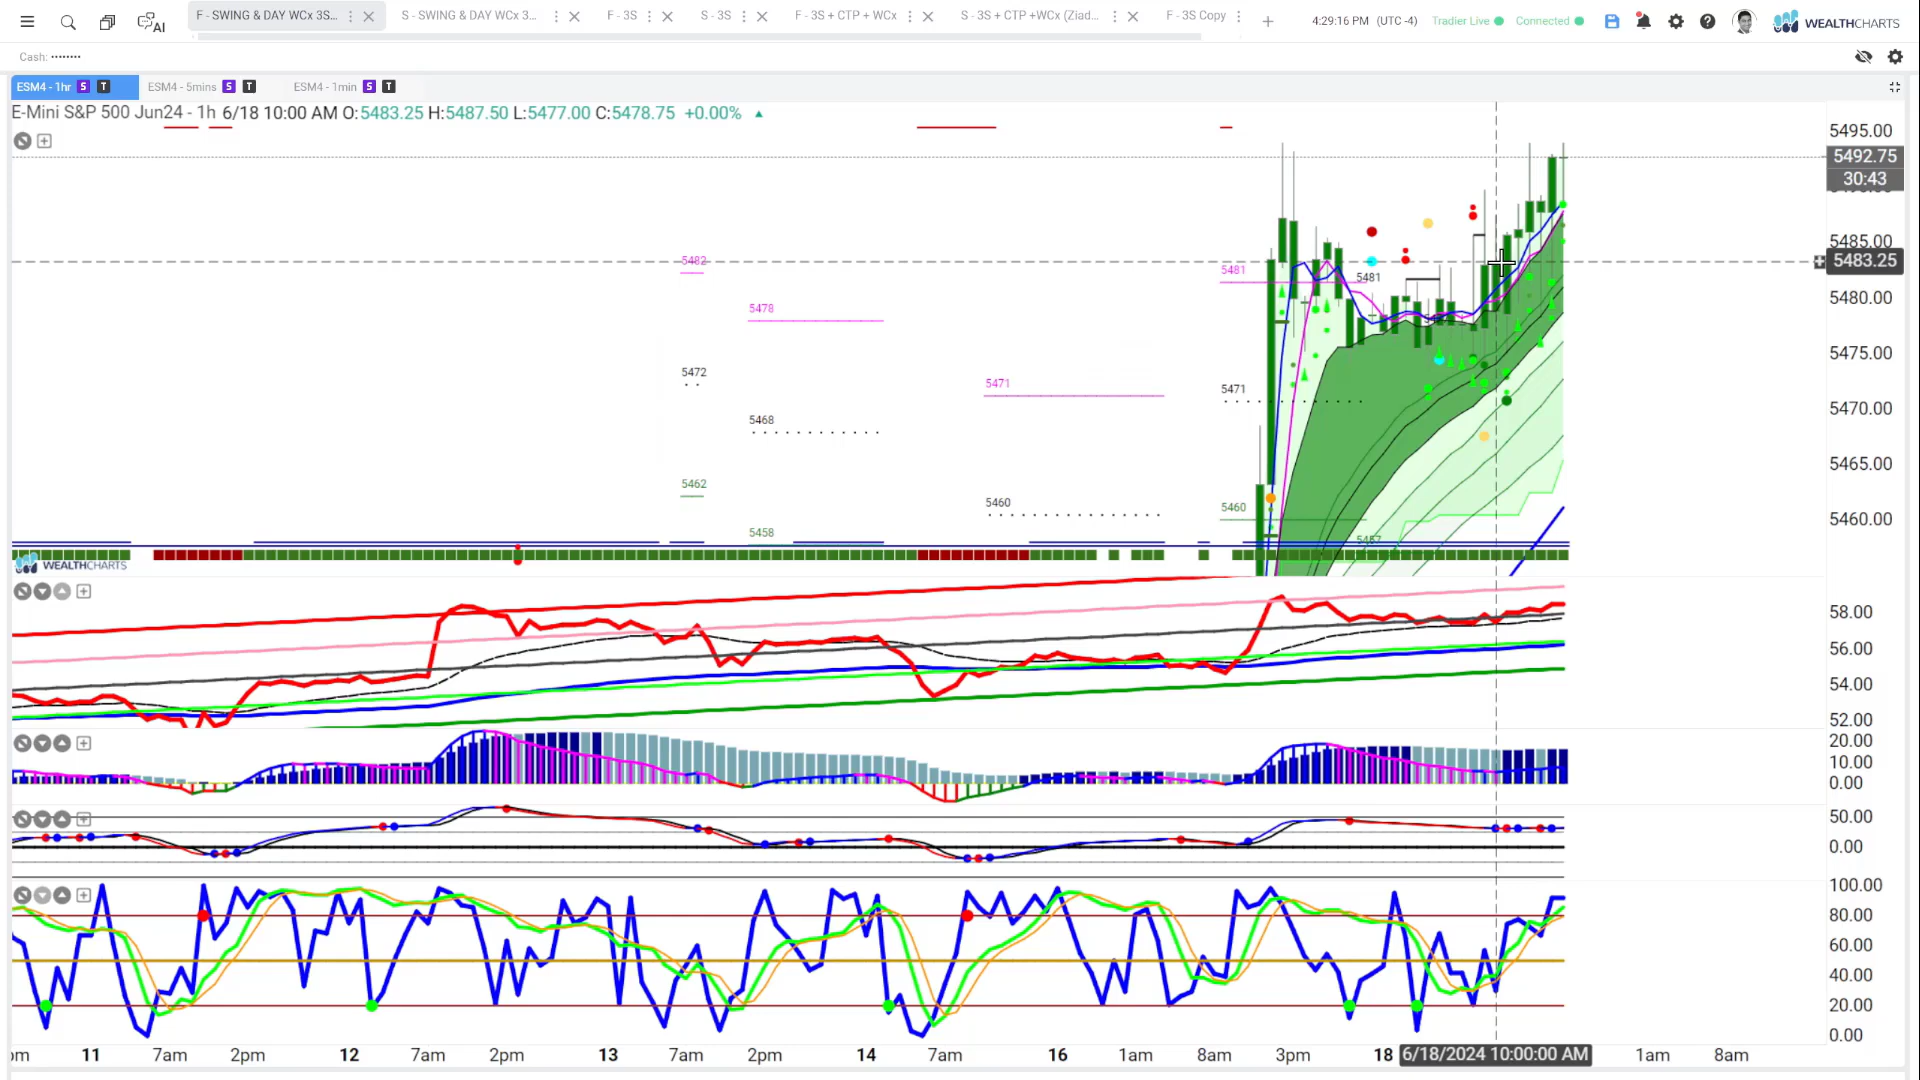 F - SWING & DAY WCx 3S...
S - SWING & DAY WCx 3...
F - 3S
S - 3S
F - 3S + CTP + WCx
S - 3S + CTP +WCx (Ziad...
F - 3S Copy
4:29:16 PM (UTC -4)
Tradier Live
Connected
WEALTHCHARTS
AI
Cash: ••••••••
ESM4 - 1hr S T
ESM4 - 5mins S T
ESM4 - 1min S T
E-Mini S&P 500 Jun24 - 1h 6/18 10:00 AM O:5483.25 H:5487.50 L:5477.00 C:5478.75 +0.00%
5495.00
5492.75
30:43
5485.00
5483.25
5480.00
5475.00
5470.00
5465.00
5460.00
5482
5478
5472
5468
5462
5458
5471
5460
5481
5481
5471
5460
5457
WEALTHCHARTS
58.00
56.00
54.00
52.00
20.00
10.00
0.00
50.00
0.00
100.00
80.00
60.00
40.00
20.00
0.00
om 11 7am 2pm 12 7am 2pm 13 7am 2pm 14 7am 16 1am 8am 3pm 18 6/18/2024 10:00:00 AM 1am 8am